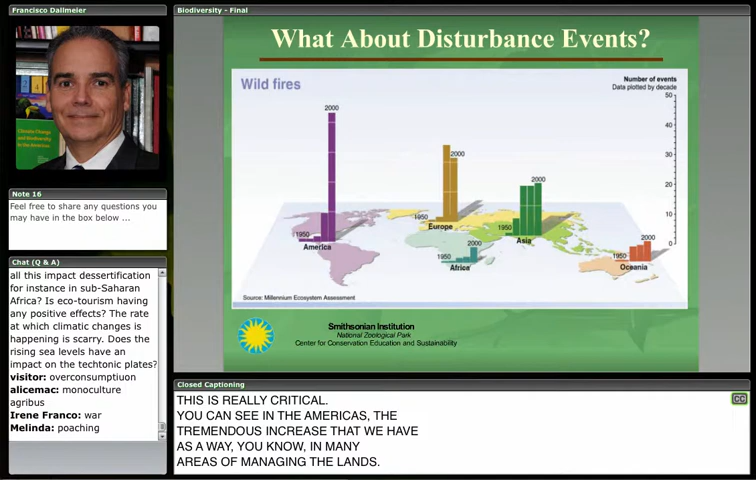 Francisco Dallmeier
Biodiversity - Final
What About Disturbance Events?
Wild fires
Number of events
Data plotted by decade
50
40
30
20
10
0
2000
1950
America
2000
1950
Europe
2000
1950
Asia
2000
1950
Africa
2000
1950
Oceania
Source: Millennium Ecosystem Assessment
Smithsonian Institution
National Zoological Park
Center for Conservation Education and Sustainability
Climate Change
and Biodiversity
in the Americas
Note 16
Feel free to share any questions you
may have in the box below ...
Chat (Q & A)
all this impact dessertification
for instance in sub-Saharan
Africa? Is eco-tourism having
any positive effects? The rate
at which climatic changes is
happening is scarry. Does the
rising sea levels have an
impact on the techtonic plates?
visitor: overconsumptiuon
alicemac: monoculture
agribus
Irene Franco: war
Melinda: poaching
Closed Captioning
CC
THIS IS REALLY CRITICAL.
YOU CAN SEE IN THE AMERICAS, THE
TREMENDOUS INCREASE THAT WE HAVE
AS A WAY, YOU KNOW, IN MANY
AREAS OF MANAGING THE LANDS.